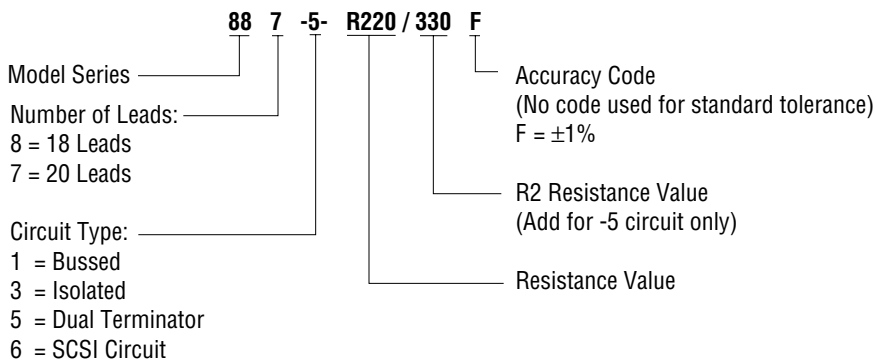 88 7 -5- R220 / 330 F
Model Series
Number of Leads:
8 = 18 Leads
7 = 20 Leads
Circuit Type:
1 = Bussed
3 = Isolated
5 = Dual Terminator
6 = SCSI Circuit
Accuracy Code
(No code used for standard tolerance)
F = ±1%
R2 Resistance Value
(Add for -5 circuit only)
Resistance Value